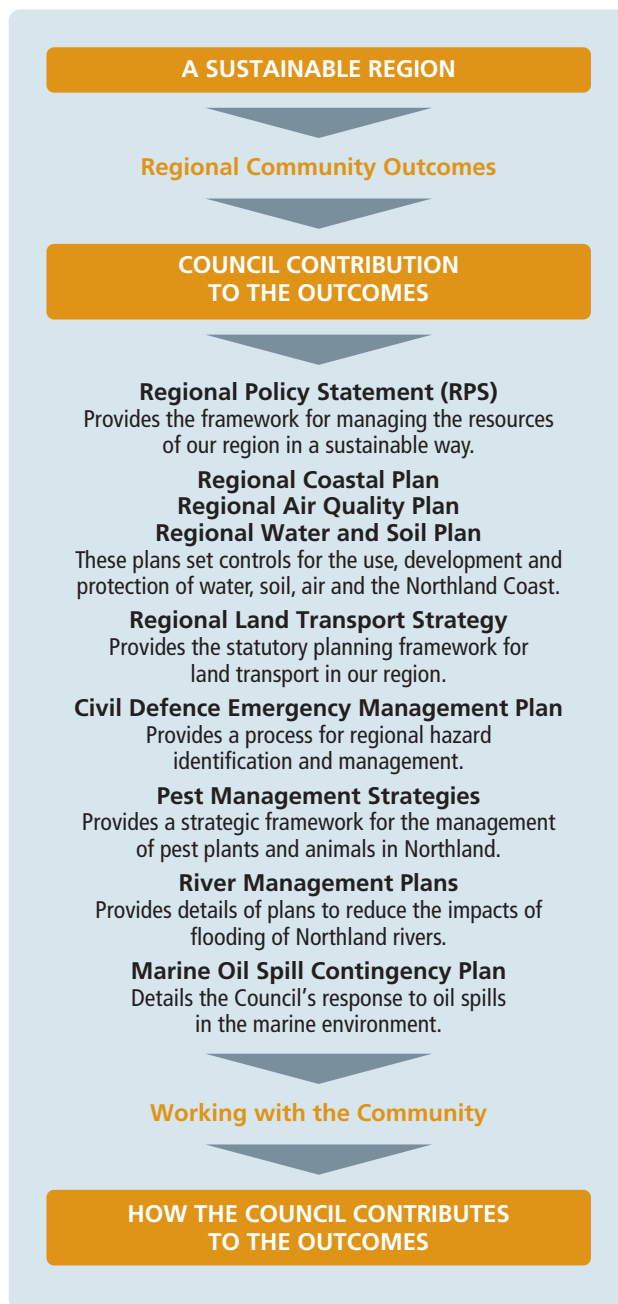 A SUSTAINABLE REGION
Regional Community Outcomes
COUNCIL CONTRIBUTION
TO THE OUTCOMES
Regional Policy Statement (RPS)
Provides the framework for managing the resources
of our region in a sustainable way.
Regional Coastal Plan
Regional Air Quality Plan
Regional Water and Soil Plan
These plans set controls for the use, development and
protection of water, soil, air and the Northland Coast.
Regional Land Transport Strategy
Provides the statutory planning framework for
land transport in our region.
Civil Defence Emergency Management Plan
Provides a process for regional hazard
identification and management.
Pest Management Strategies
Provides a strategic framework for the management
of pest plants and animals in Northland.
River Management Plans
Provides details of plans to reduce the impacts of
flooding of Northland rivers.
Marine Oil Spill Contingency Plan
Details the Council’s response to oil spills
in the marine environment.
Working with the Community
HOW THE COUNCIL CONTRIBUTES
TO THE OUTCOMES